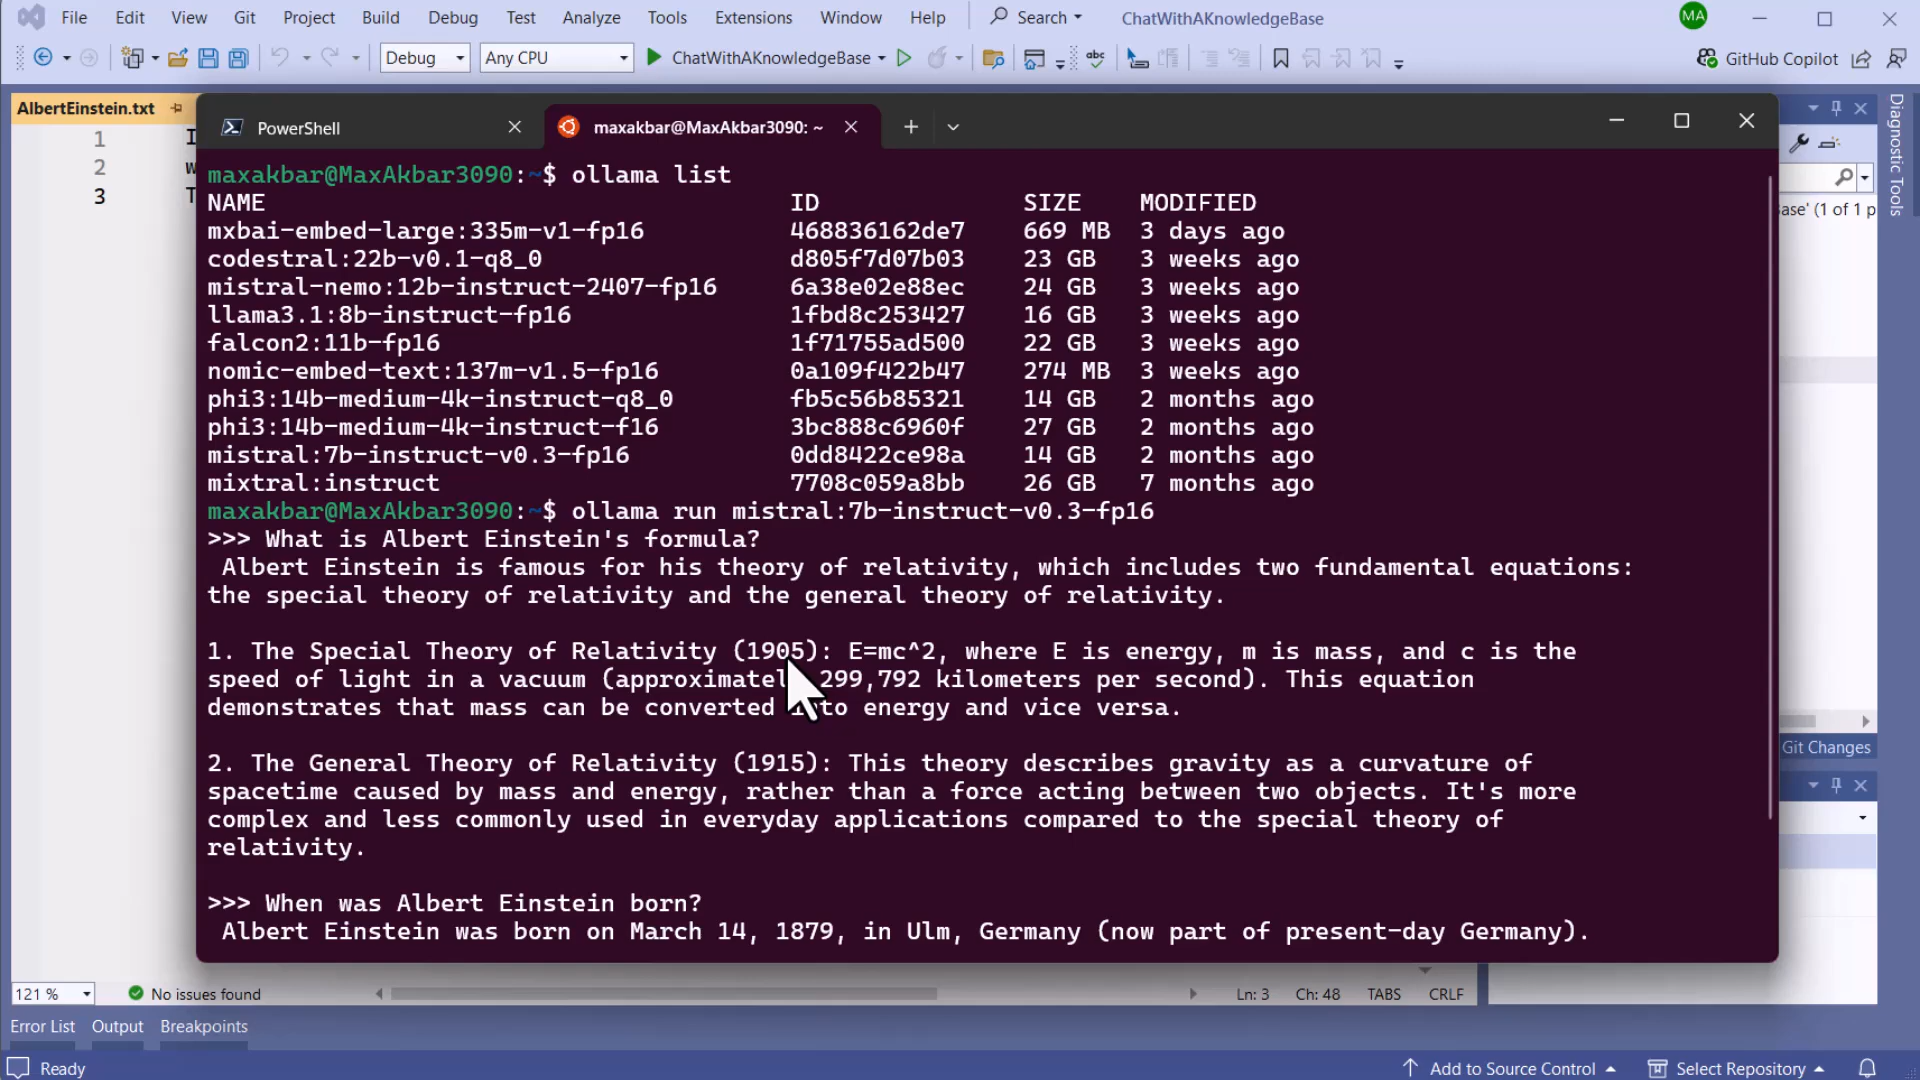 File Edit View Git Project Build Debug Test Analyze Tools Extensions Window Help Search ChatWithAKnowledgeBase MA
Debug Any CPU ChatWithAKnowledgeBase abc GitHub Copilot
AlbertEinstein.txt
PowerShell maxakbar@MaxAkbar3090: ~
Diagnostic Tools
1 I
2 w
3 T
ase' (1 of 1 p
maxakbar@MaxAkbar3090:~$ ollama list
NAME ID SIZE MODIFIED
mxbai-embed-large:335m-v1-fp16 468836162de7 669 MB 3 days ago
codestral:22b-v0.1-q8_0 d805f7d07b03 23 GB 3 weeks ago
mistral-nemo:12b-instruct-2407-fp16 6a38e02e88ec 24 GB 3 weeks ago
llama3.1:8b-instruct-fp16 1fbd8c253427 16 GB 3 weeks ago
falcon2:11b-fp16 1f71755ad500 22 GB 3 weeks ago
nomic-embed-text:137m-v1.5-fp16 0a109f422b47 274 MB 3 weeks ago
phi3:14b-medium-4k-instruct-q8_0 fb5c56b85321 14 GB 2 months ago
phi3:14b-medium-4k-instruct-f16 3bc888c6960f 27 GB 2 months ago
mistral:7b-instruct-v0.3-fp16 0dd8422ce98a 14 GB 2 months ago
mixtral:instruct 7708c059a8bb 26 GB 7 months ago
maxakbar@MaxAkbar3090:~$ ollama run mistral:7b-instruct-v0.3-fp16
>>> What is Albert Einstein's formula?
Albert Einstein is famous for his theory of relativity, which includes two fundamental equations:
the special theory of relativity and the general theory of relativity.
1. The Special Theory of Relativity (1905): E=mc^2, where E is energy, m is mass, and c is the
speed of light in a vacuum (approximatel 299,792 kilometers per second). This equation
demonstrates that mass can be converted into energy and vice versa.
2. The General Theory of Relativity (1915): This theory describes gravity as a curvature of
spacetime caused by mass and energy, rather than a force acting between two objects. It's more
complex and less commonly used in everyday applications compared to the special theory of
relativity.
>>> When was Albert Einstein born?
Albert Einstein was born on March 14, 1879, in Ulm, Germany (now part of present-day Germany).
Git Changes
121 % No issues found Ln: 3 Ch: 48 TABS CRLF
Error List Output Breakpoints
Ready Add to Source Control Select Repository